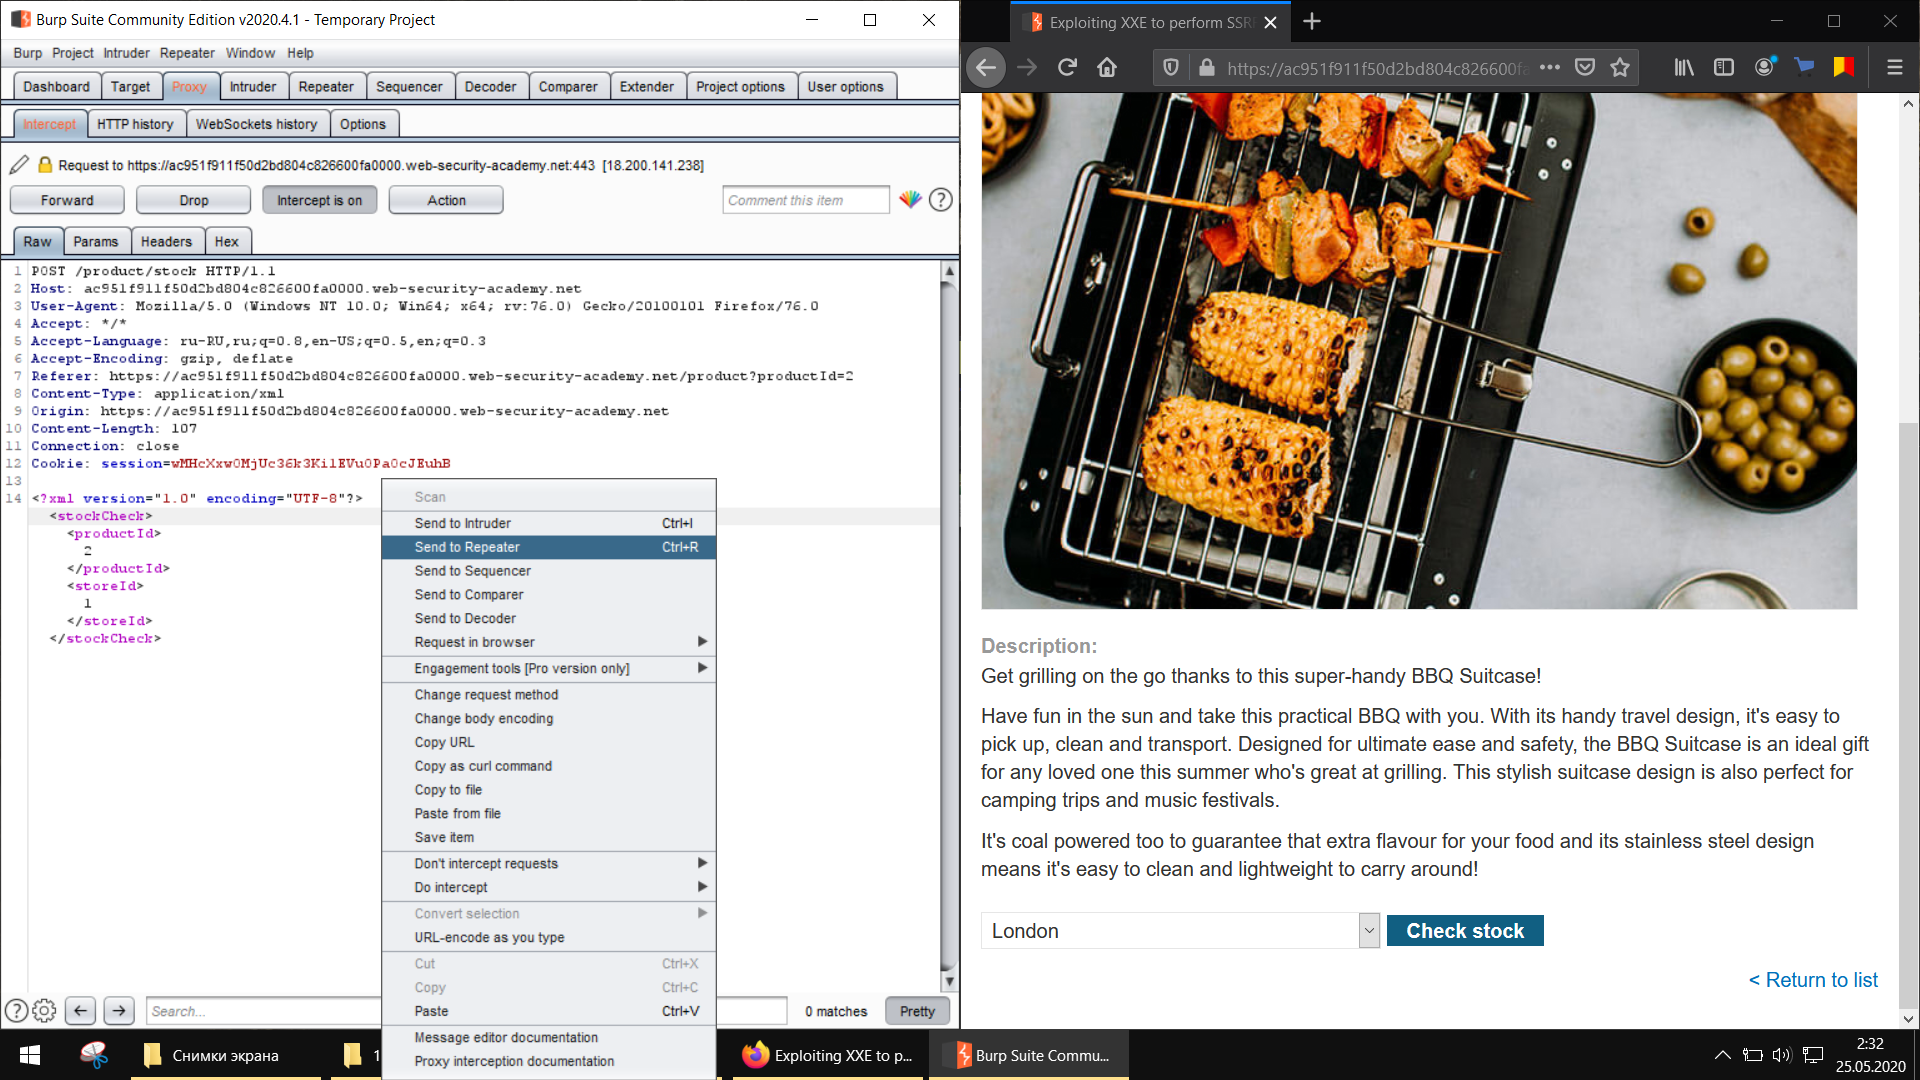 Burp Suite Community Edition v2020.4.1 - Temporary Project
Burp Project Intruder Repeater Window Help
Dashboard Target Proxy Intruder Repeater Sequencer Decoder Comparer Extender Project options User options
Intercept HTTP history WebSockets history Options
Request to https://ac951f911f50d2bd804c826600fa0000.web-security-academy.net:443 [18.200.141.238]
Forward Drop Intercept is on Action Comment this item ?
Raw Params Headers Hex
1 POST /product/stock HTTP/1.1
2 Host: ac951f911f50d2bd804c826600fa0000.web-security-academy.net
3 User-Agent: Mozilla/5.0 (Windows NT 10.0; Win64; x64; rv:76.0) Gecko/20100101 Firefox/76.0
4 Accept: */*
5 Accept-Language: ru-RU,ru;q=0.8,en-US;q=0.5,en;q=0.3
6 Accept-Encoding: gzip, deflate
7 Referer: https://ac951f911f50d2bd804c826600fa0000.web-security-academy.net/product?productId=2
8 Content-Type: application/xml
9 Origin: https://ac951f911f50d2bd804c826600fa0000.web-security-academy.net
10 Content-Length: 107
11 Connection: close
12 Cookie: session=wMHcXxw0MjUc36k3KilEVu0Pa0cJEuhB
13
14 <?xml version="1.0" encoding="UTF-8"?>
<stockCheck>
<productId>
2
</productId>
<storeId>
1
</storeId>
</stockCheck>
Scan
Send to Intruder Ctrl+I
Send to Repeater Ctrl+R
Send to Sequencer
Send to Comparer
Send to Decoder
Request in browser
Engagement tools [Pro version only]
Change request method
Change body encoding
Copy URL
Copy as curl command
Copy to file
Paste from file
Save item
Don't intercept requests
Do intercept
Convert selection
URL-encode as you type
Cut Ctrl+X
Copy Ctrl+C
Paste Ctrl+V
Message editor documentation
Proxy interception documentation
? Search... 0 matches Pretty
Exploiting XXE to perform SSR
https://ac951f911f50d2bd804c826600fa
Description:
Get grilling on the go thanks to this super-handy BBQ Suitcase!
Have fun in the sun and take this practical BBQ with you. With its handy travel design, it's easy to
pick up, clean and transport. Designed for ultimate ease and safety, the BBQ Suitcase is an ideal gift
for any loved one this summer who's great at grilling. This stylish suitcase design is also perfect for
camping trips and music festivals.
It's coal powered too to guarantee that extra flavour for your food and its stainless steel design
means it's easy to clean and lightweight to carry around!
London Check stock
< Return to list
Снимки экрана 1 Exploiting XXE to p... Burp Suite Commu...
2:32
25.05.2020